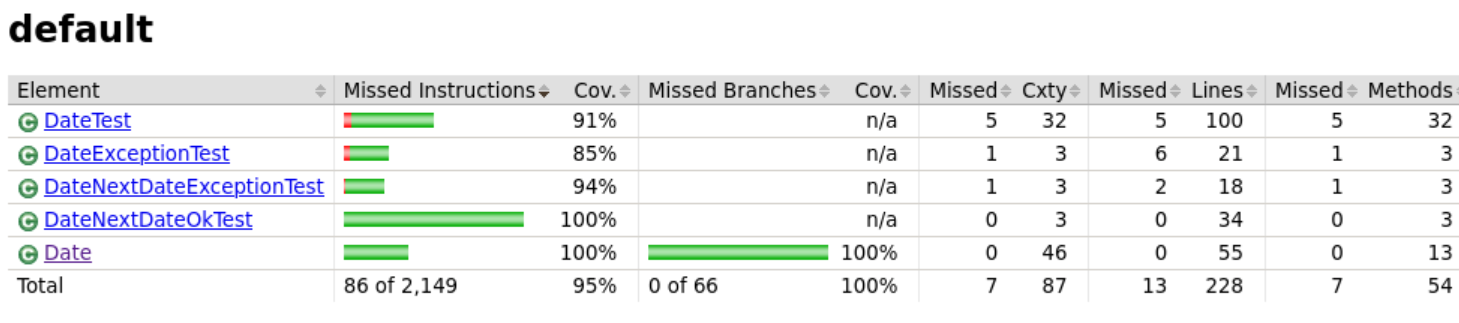 default
Element Missed Instructions Cov. Missed Branches Cov. Missed Cxty Missed Lines Missed Methods
C DateTest 91% n/a 5 32 5 100 5 32
C DateExceptionTest 85% n/a 1 3 6 21 1 3
C DateNextDateExceptionTest 94% n/a 1 3 2 18 1 3
C DateNextDateOkTest 100% n/a 0 3 0 34 0 3
C Date 100% 100% 0 46 0 55 0 13
Total 86 of 2,149 95% 0 of 66 100% 7 87 13 228 7 54